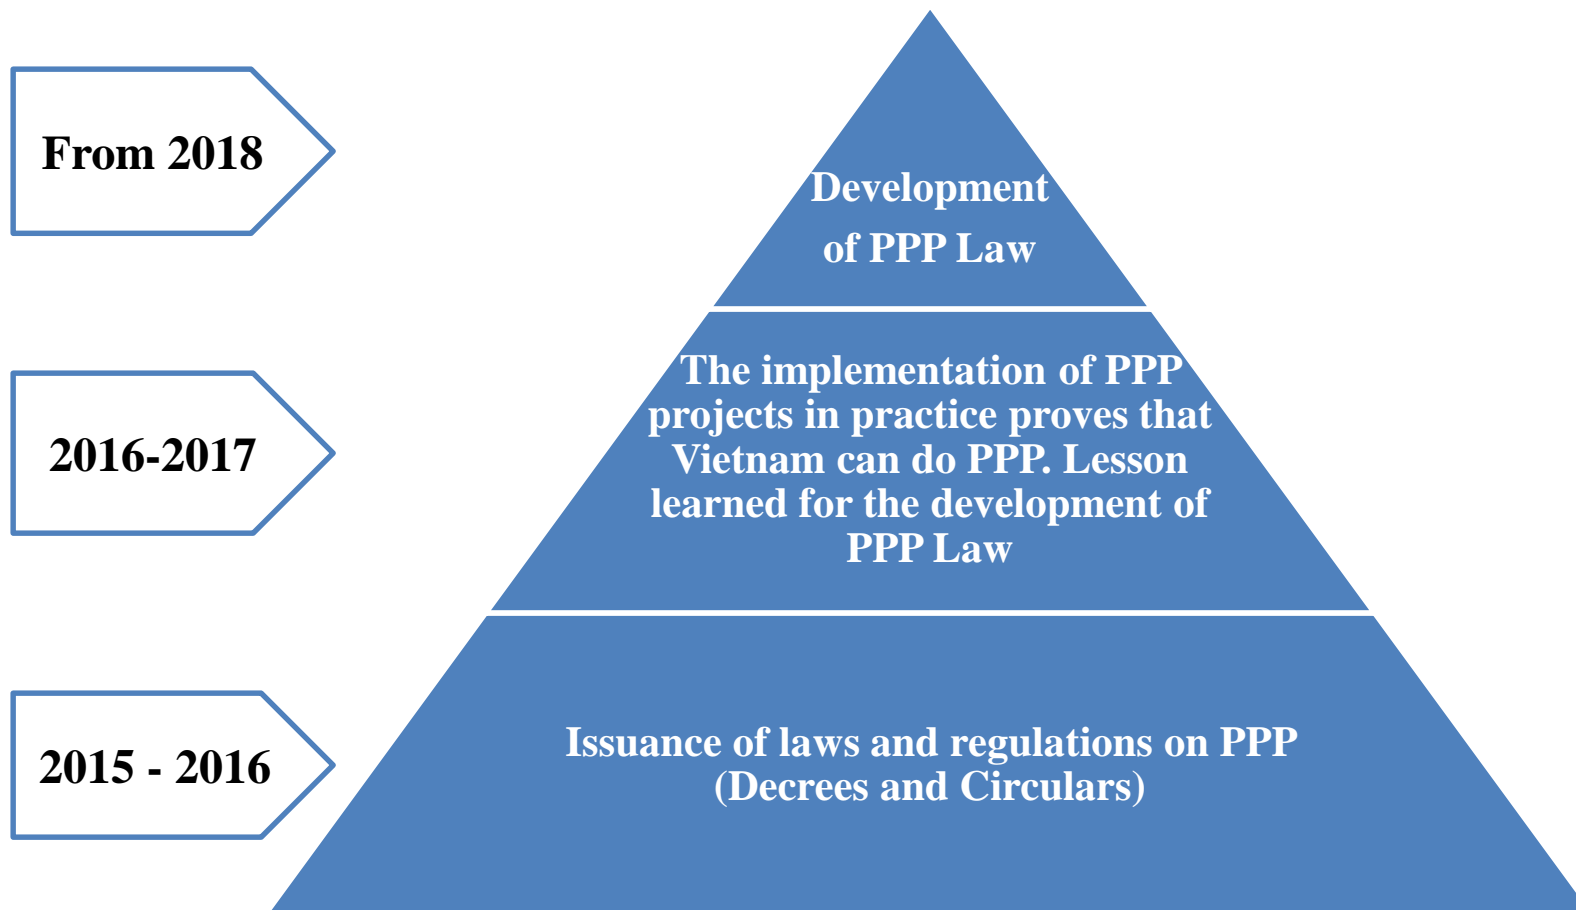 From 2018
Development
of PPP Law
2016-2017
The implementation of PPP
projects in practice proves that
Vietnam can do PPP. Lesson
learned for the development of
PPP Law
2015 - 2016
Issuance of laws and regulations on PPP
(Decrees and Circulars)